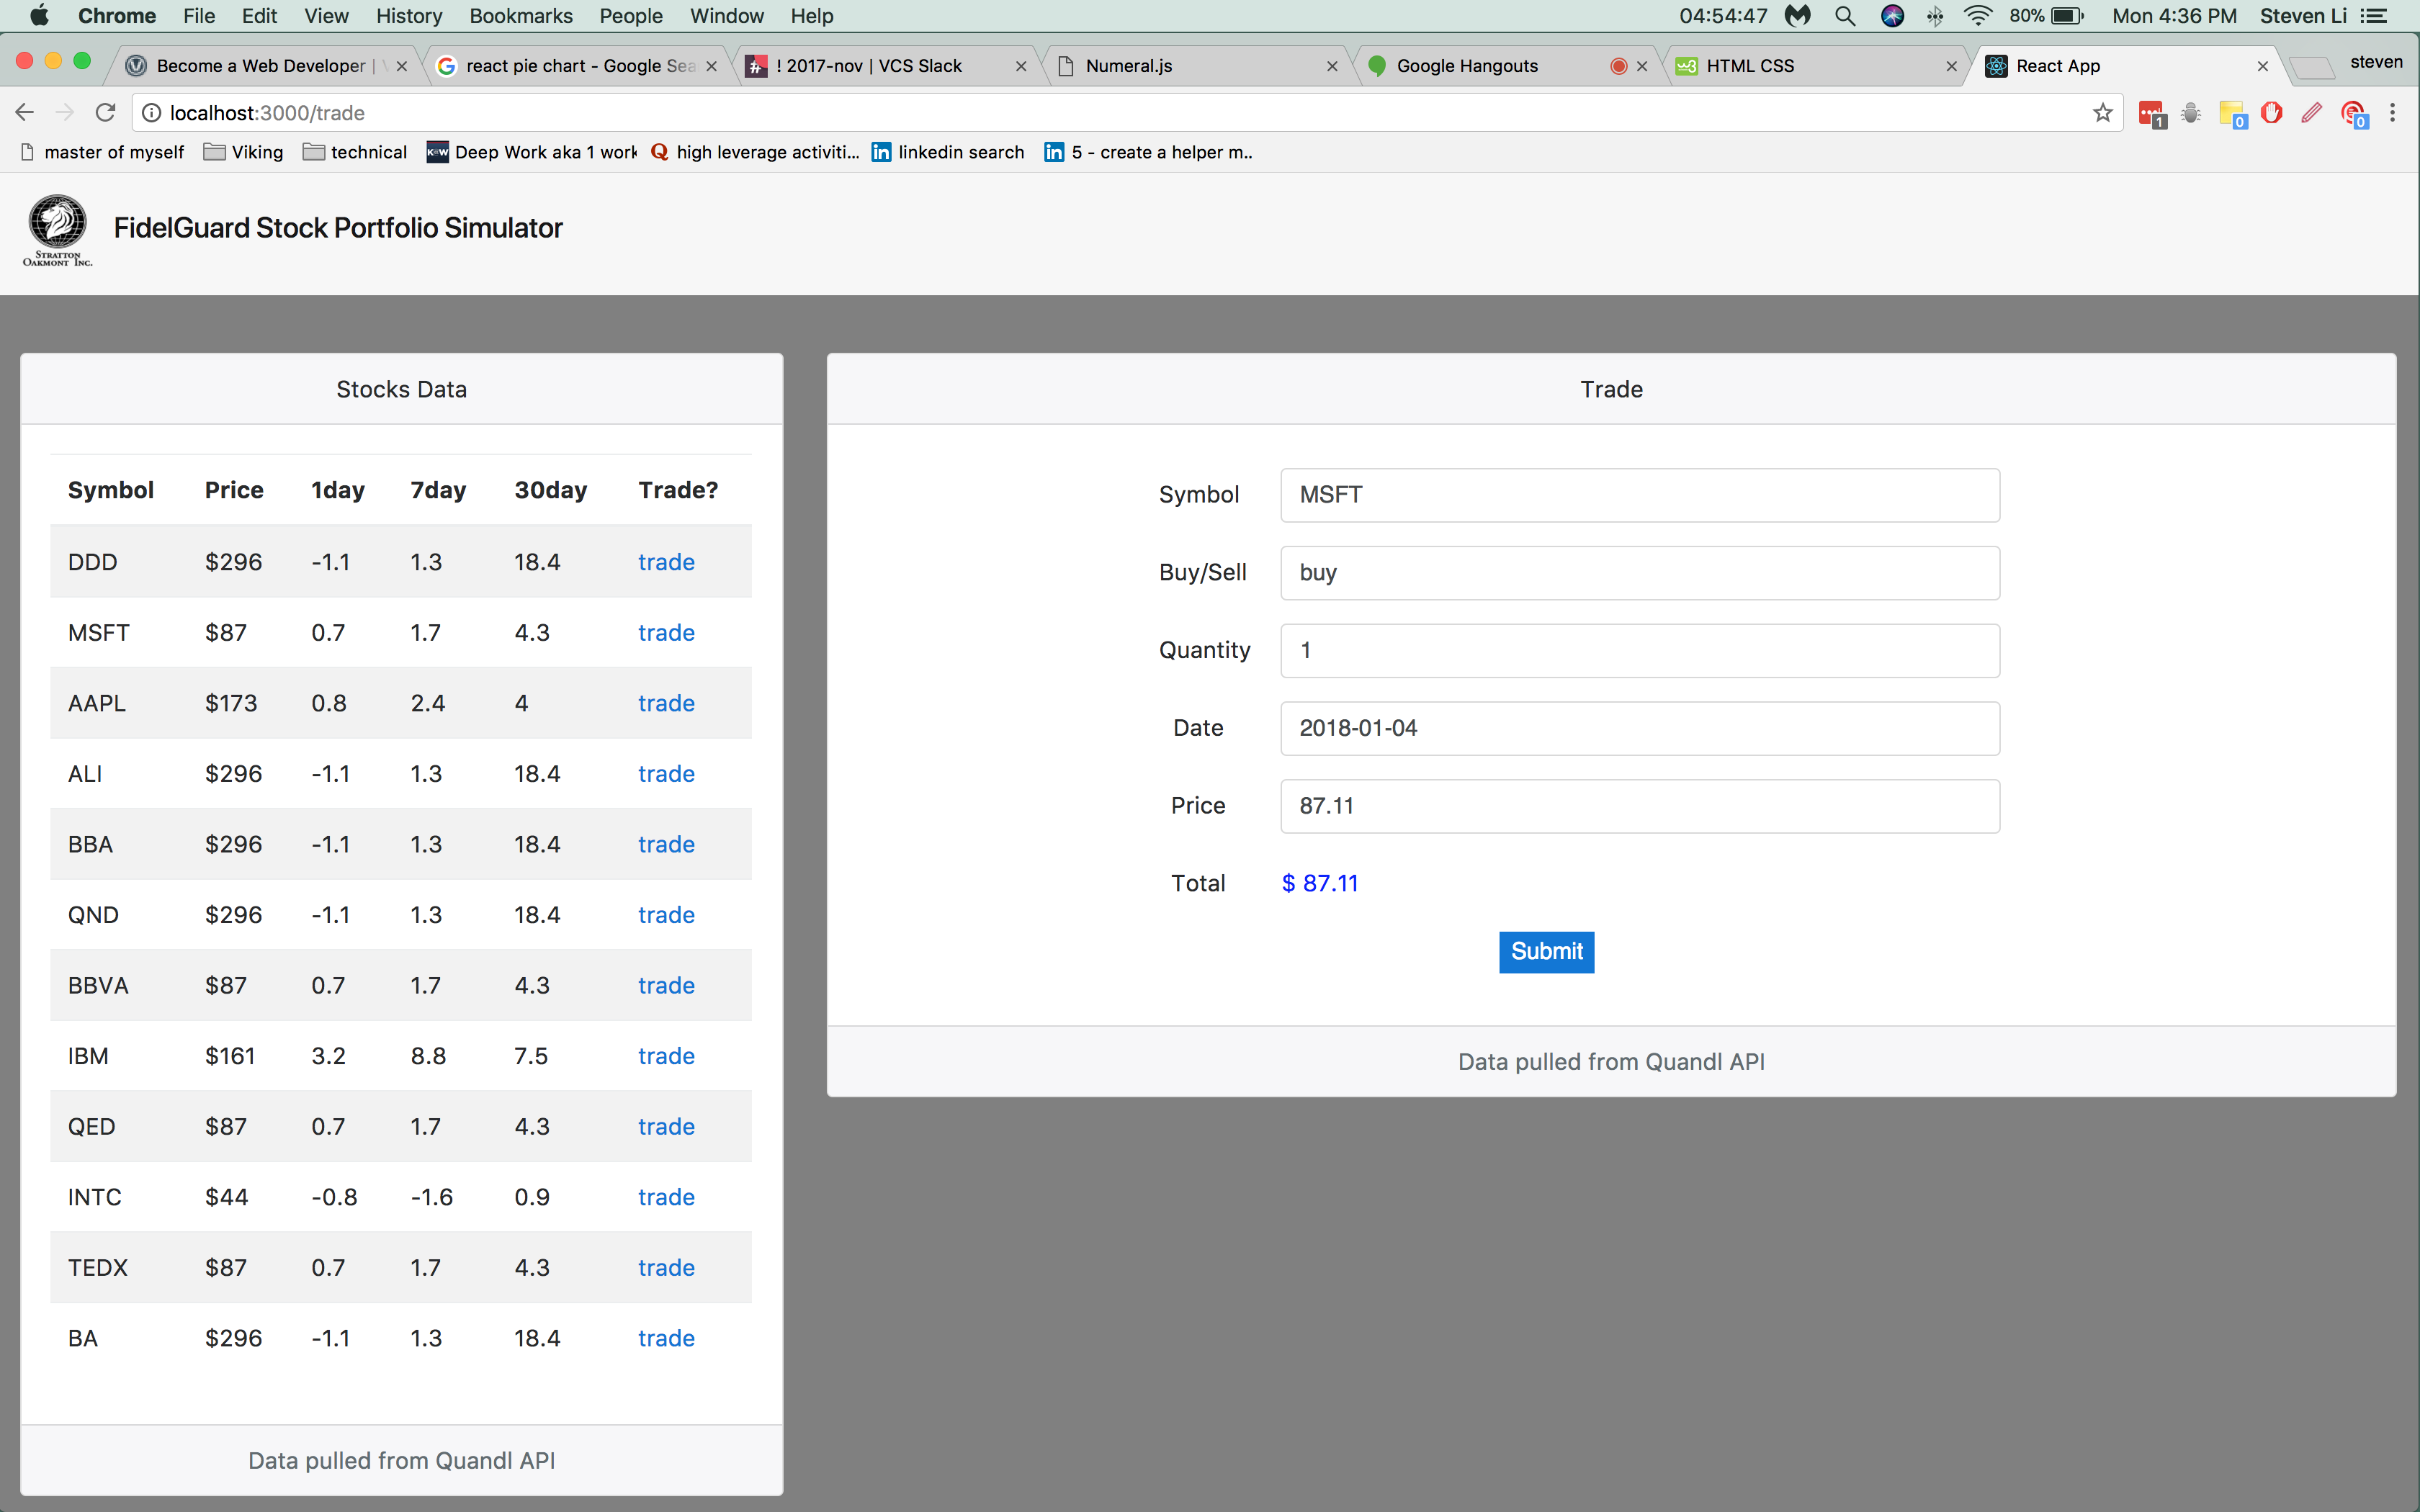 Chrome File Edit View History Bookmarks People Window Help 04:54:47 80% Mon 4:36 PM Steven Li
Become a Web Developer | V
react pie chart - Google Sea
! 2017-nov | VCS Slack
Numeral.js
Google Hangouts
HTML CSS
React App
steven
localhost:3000/trade
1 0 0
master of myself Viking technical Deep Work aka 1 work high leverage activiti... linkedin search 5 - create a helper m..
STRATTON
OAKMONT INC.
FidelGuard Stock Portfolio Simulator
Stocks Data
Symbol Price 1day 7day 30day Trade?
DDD $296 -1.1 1.3 18.4 trade
MSFT $87 0.7 1.7 4.3 trade
AAPL $173 0.8 2.4 4 trade
ALI $296 -1.1 1.3 18.4 trade
BBA $296 -1.1 1.3 18.4 trade
QND $296 -1.1 1.3 18.4 trade
BBVA $87 0.7 1.7 4.3 trade
IBM $161 3.2 8.8 7.5 trade
QED $87 0.7 1.7 4.3 trade
INTC $44 -0.8 -1.6 0.9 trade
TEDX $87 0.7 1.7 4.3 trade
BA $296 -1.1 1.3 18.4 trade
Data pulled from Quandl API
Trade
Symbol MSFT
Buy/Sell buy
Quantity 1
Date 2018-01-04
Price 87.11
Total $ 87.11
Submit
Data pulled from Quandl API